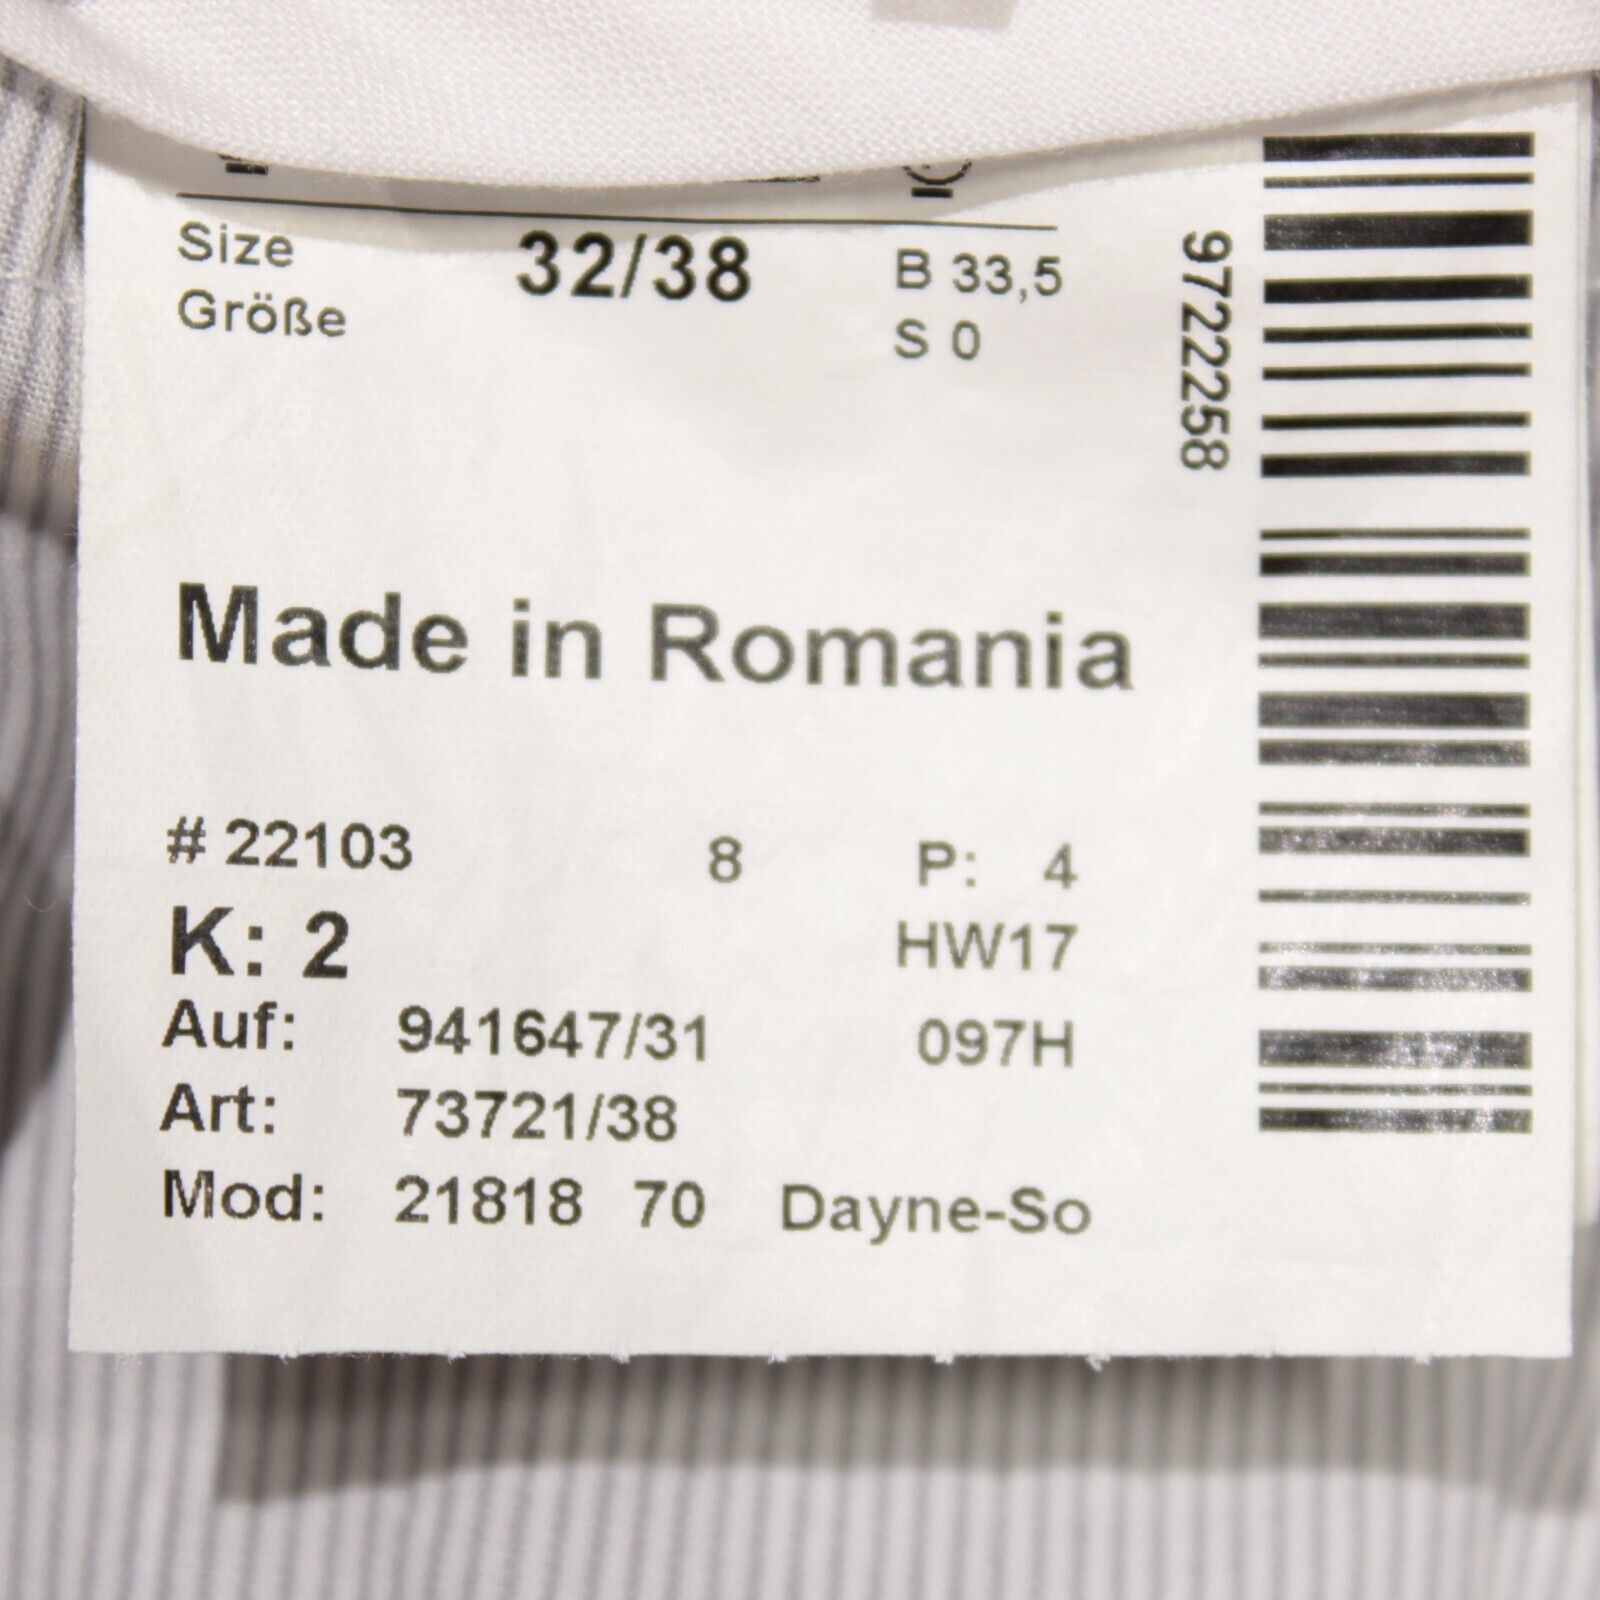 Size 32/38 B 33,5
Größe S 0
Made in Romania
# 22103 8 P: 4
K: 2 HW17
Auf: 941647/31 097H
Art: 73721/38
Mod: 21818 70 Dayne-So
9722258